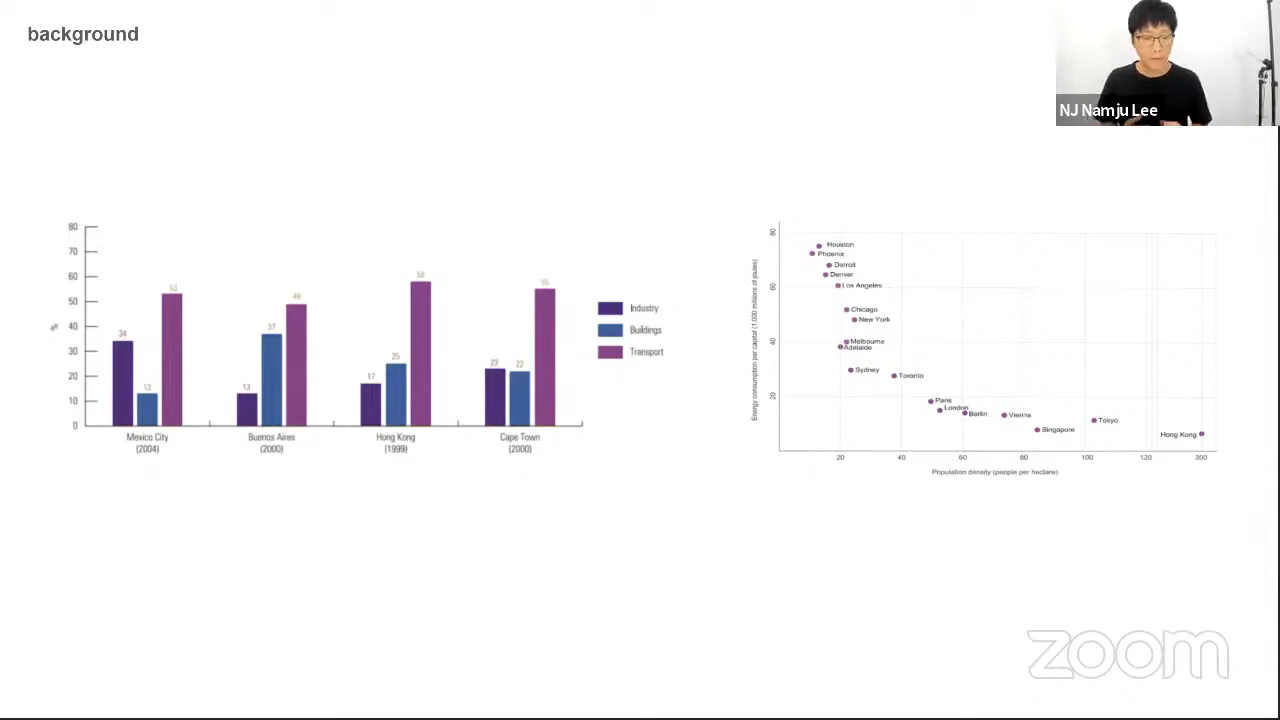 background
NJ Namju Lee
80
70
60
50
40
30
20
10
0
%
34
13
53
13
37
49
17
25
58
23
22
55
Mexico City
(2004)
Buenos Aires
(2000)
Hong Kong
(1999)
Cape Town
(2000)
Industry
Buildings
Transport
Energy consumption per capital (1,000 millions of joules)
80
60
40
20
Houston
Phoenix
Detroit
Denver
Los Angeles
Chicago
New York
Melbourne
Adelaide
Sydney
Toronto
Paris
London
Berlin
Vienna
Tokyo
Singapore
Hong Kong
20
40
60
80
100
120
300
Population density (people per hectare)
zoom